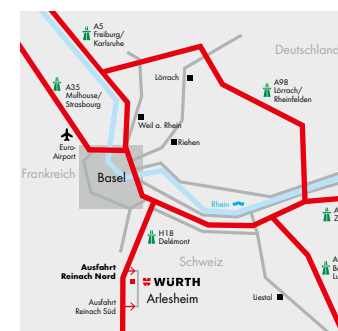 A5
Freiburg/
Karlsruhe
Deutschland
Lörrach
A35
Mulhouse/
Strasbourg
A98
Lörrach/
Rheinfelden
Weil a. Rhein
Riehen
Euro-
Airport
Frankreich
Basel
Rhein
H18
Delémont
Schweiz
Ausfahrt
Reinach Nord
WÜRTH
Arlesheim
Ausfahrt
Reinach Süd
Liestal